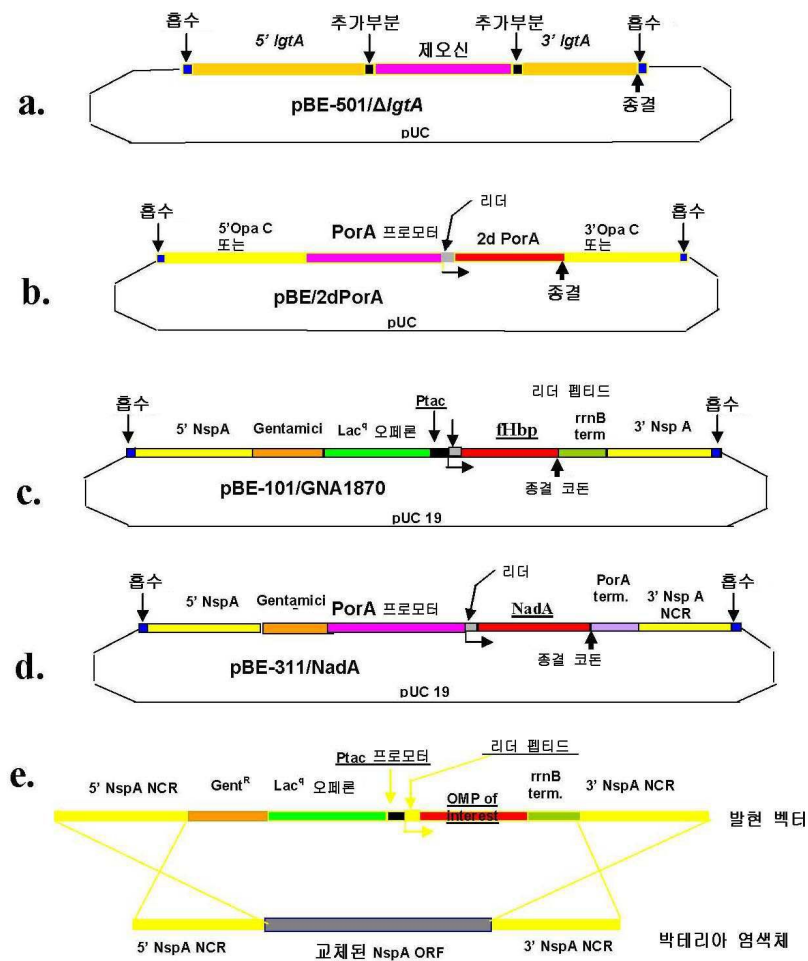 흡수 추가부분 추가부분 흡수
5' lgtA 제오신 3' lgtA
a.
pBE-501/ΔlgtA
종결
pUC
리더
흡수 흡수
5'Opa C 또는
PorA 프로모터
2d PorA
3'Opa C 또는
b.
pBE/2dPorA
종결
pUC
리더 펩티드
흡수 Ptac 흡수
5' NspA Gentamici Lac^q 오페론 fHbp rrnB term 3' Nsp A
c.
pBE-101/GNA1870
종결 코돈
pUC 19
리더
흡수 흡수
5' NspA Gentamici PorA 프로모터 NadA PorA term. 3' Nsp A NCR
d.
pBE-311/NadA
종결 코돈
pUC 19
e.
리더 펩티드
Ptac 프로모터
5' NspA NCR Gent^R Lac^q 오페론 OMP of Interest rrnB term. 3' NspA NCR
발현 벡터
5' NspA NCR 교체된 NspA ORF 3' NspA NCR
박테리아 염색체